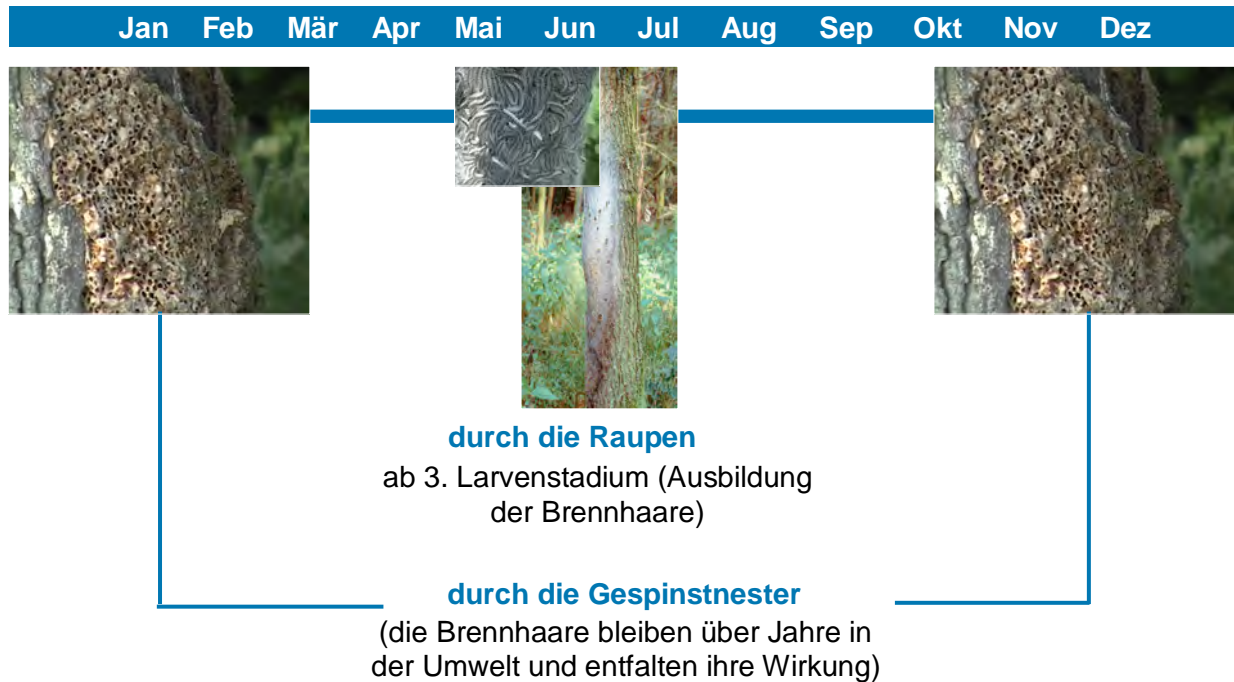 Jan Feb Mär Apr Mai Jun Jul Aug Sep Okt Nov Dez
durch die Raupen
ab 3. Larvenstadium (Ausbildung
der Brennhaare)
durch die Gespinstnester
(die Brennhaare bleiben über Jahre in
der Umwelt und entfalten ihre Wirkung)